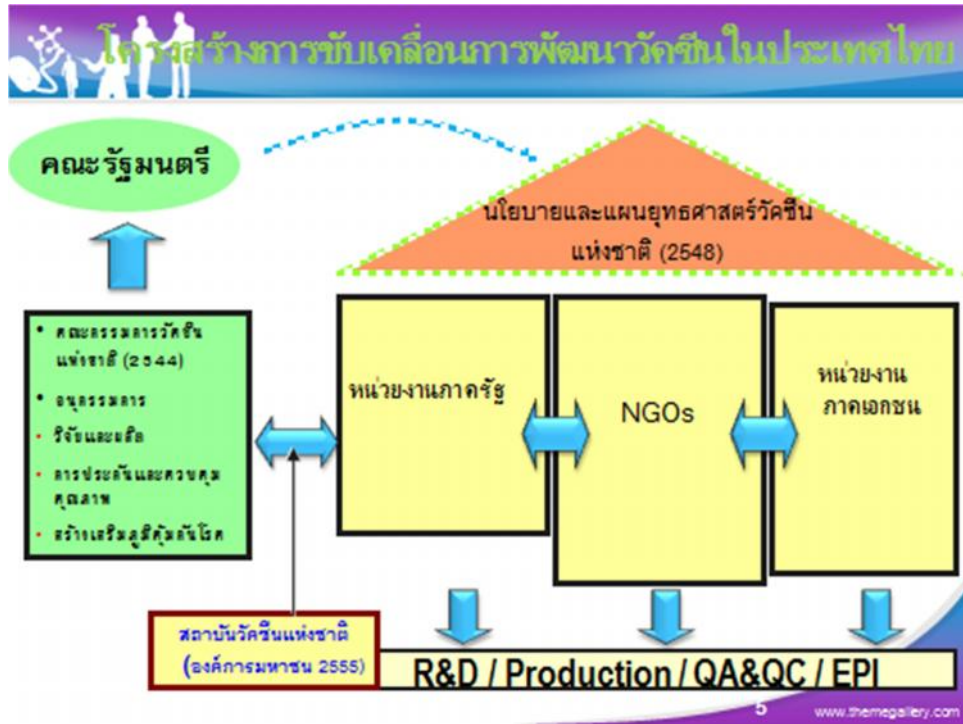 โครงสร้างการขับเคลื่อนการพัฒนาวัคซีนในประเทศไทย
คณะรัฐมนตรี
นโยบายและแผนยุทธศาสตร์วัคซีน
แห่งชาติ (2548)
• คณะกรรมการวัคซีน
แห่งชาติ (2544)
• อนุกรรมการ
• วิจัยและผลิต
• การประกันและควบคุม
คุณภาพ
• สร้างเสริมภูมิคุ้มกันโรค
หน่วยงานภาครัฐ
NGOs
หน่วยงาน
ภาคเอกชน
สถาบันวัคซีนแห่งชาติ
(องค์การมหาชน 2555)
R&D / Production / QA&QC / EPI
5
www.themegallery.com